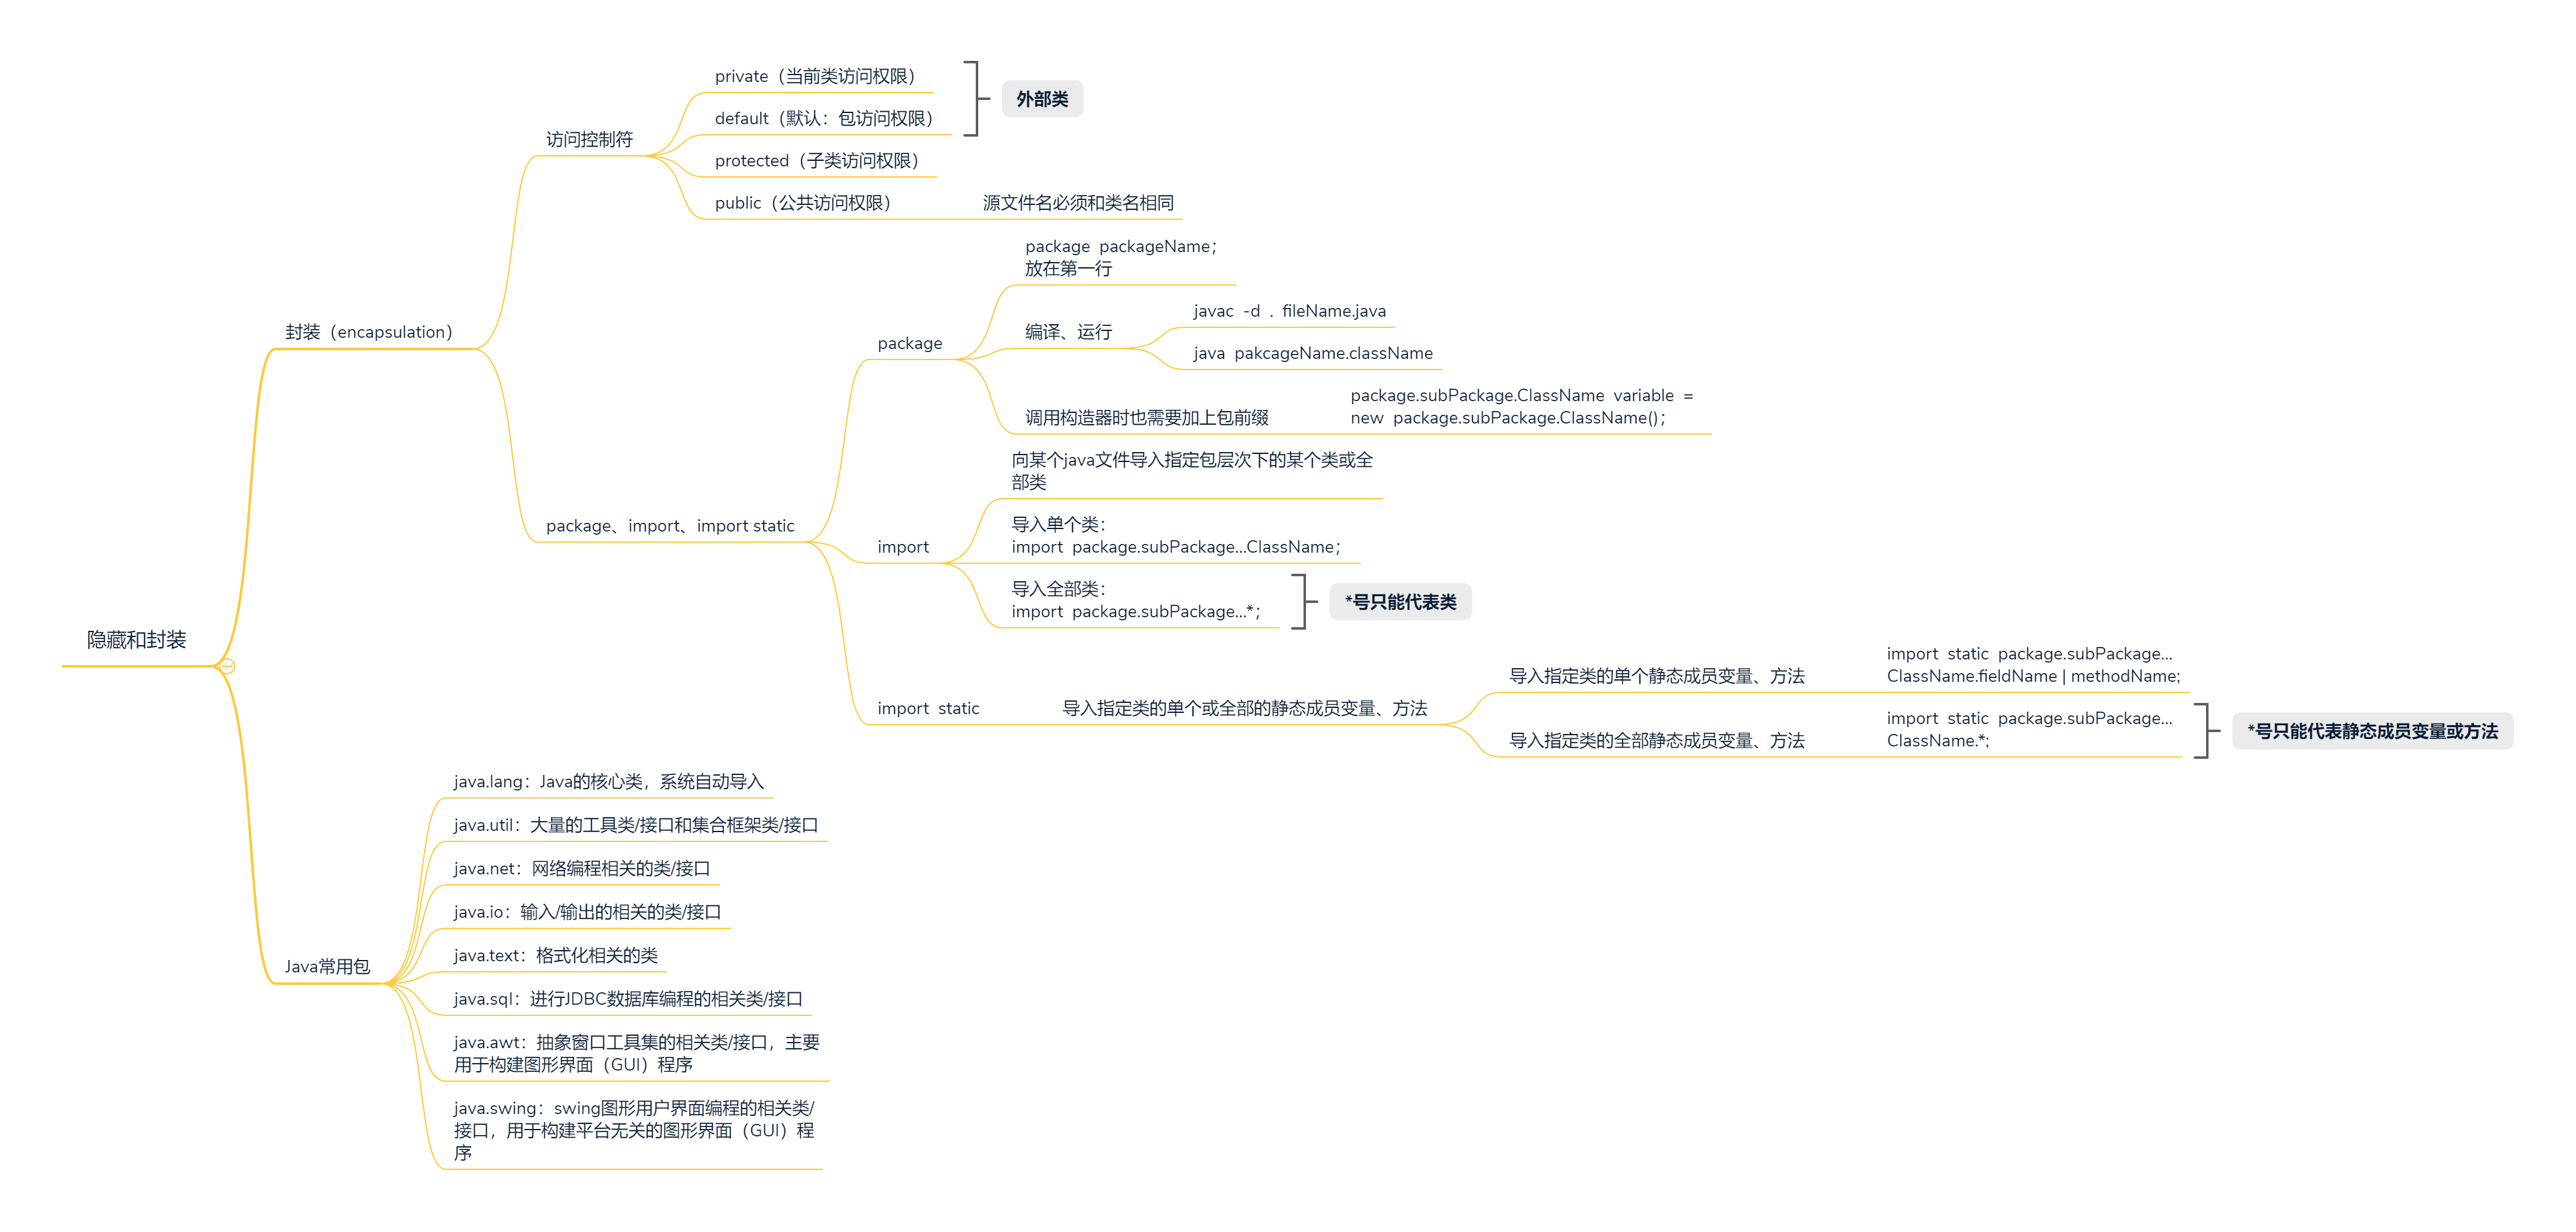 隐藏和封装
封装（encapsulation）
访问控制符
private（当前类访问权限）
default（默认：包访问权限）
外部类
protected（子类访问权限）
public（公共访问权限）
源文件名必须和类名相同
package、import、import static
package
package packageName；
放在第一行
编译、运行
javac -d . fileName.java
java pakcageName.className
调用构造器时也需要加上包前缀
package.subPackage.ClassName variable =
new package.subPackage.ClassName()；
import
向某个java文件导入指定包层次下的某个类或全
部类
导入单个类：
import package.subPackage...ClassName；
导入全部类：
import package.subPackage...*；
*号只能代表类
import static
导入指定类的单个或全部的静态成员变量、方法
导入指定类的单个静态成员变量、方法
import static package.subPackage...
ClassName.fieldName | methodName;
导入指定类的全部静态成员变量、方法
import static package.subPackage...
ClassName.*;
*号只能代表静态成员变量或方法
Java常用包
java.lang：Java的核心类，系统自动导入
java.util：大量的工具类/接口和集合框架类/接口
java.net：网络编程相关的类/接口
java.io：输入/输出的相关的类/接口
java.text：格式化相关的类
java.sql：进行JDBC数据库编程的相关类/接口
java.awt：抽象窗口工具集的相关类/接口，主要
用于构建图形界面（GUI）程序
java.swing：swing图形用户界面编程的相关类/
接口，用于构建平台无关的图形界面（GUI）程
序